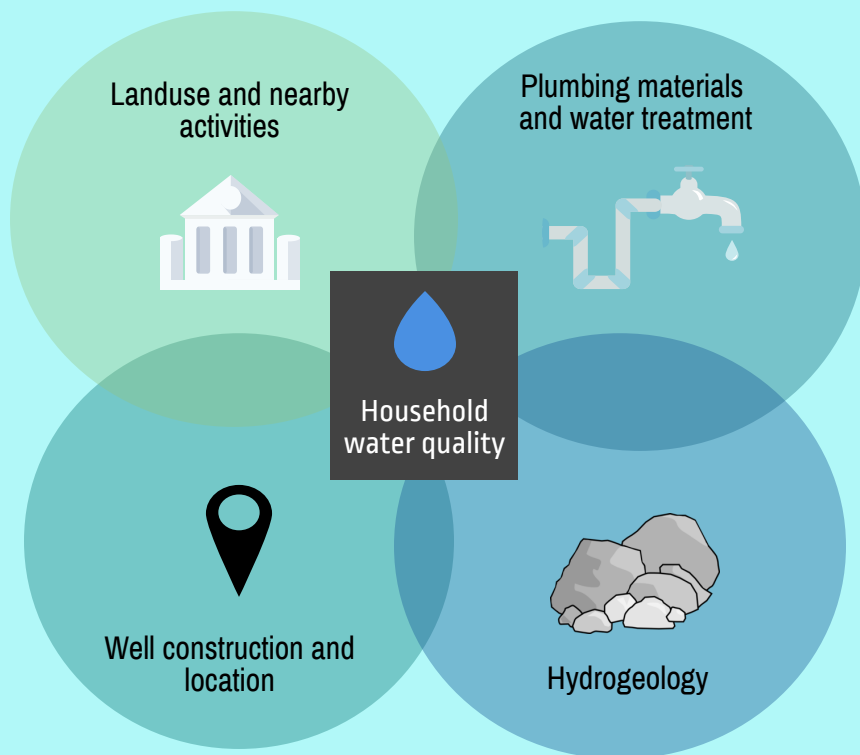 Landuse and nearby
activities
Plumbing materials
and water treatment
Household
water quality
Well construction and
location
Hydrogeology